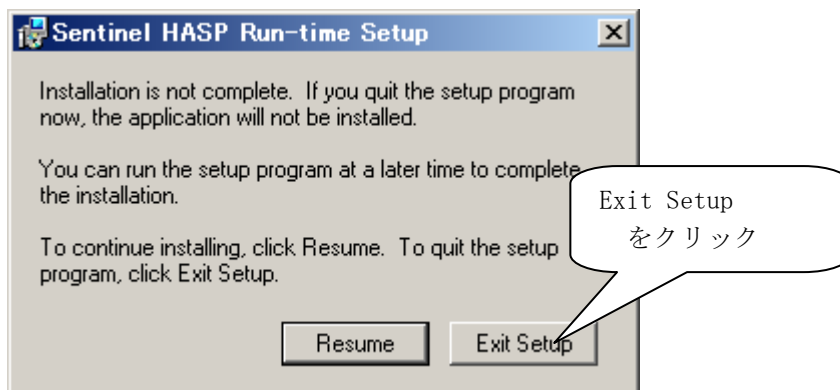 Sentinel HASP Run-time Setup
Installation is not complete. If you quit the setup program
now, the application will not be installed.
You can run the setup program at a later time to complete
the installation.
To continue installing, click Resume. To quit the setup
program, click Exit Setup.
Resume
Exit Setup
Exit Setup
をクリック